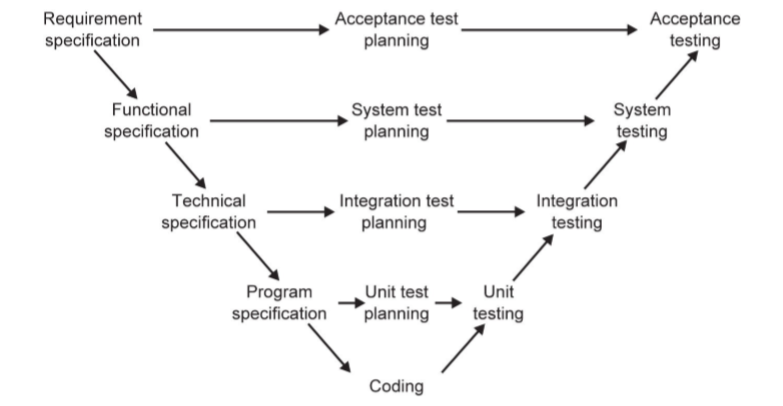 Requirement
specification
Acceptance test
planning
Acceptance
testing
Functional
specification
System test
planning
System
testing
Technical
specification
Integration test
planning
Integration
testing
Program
specification
Unit test
planning
Unit
testing
Coding